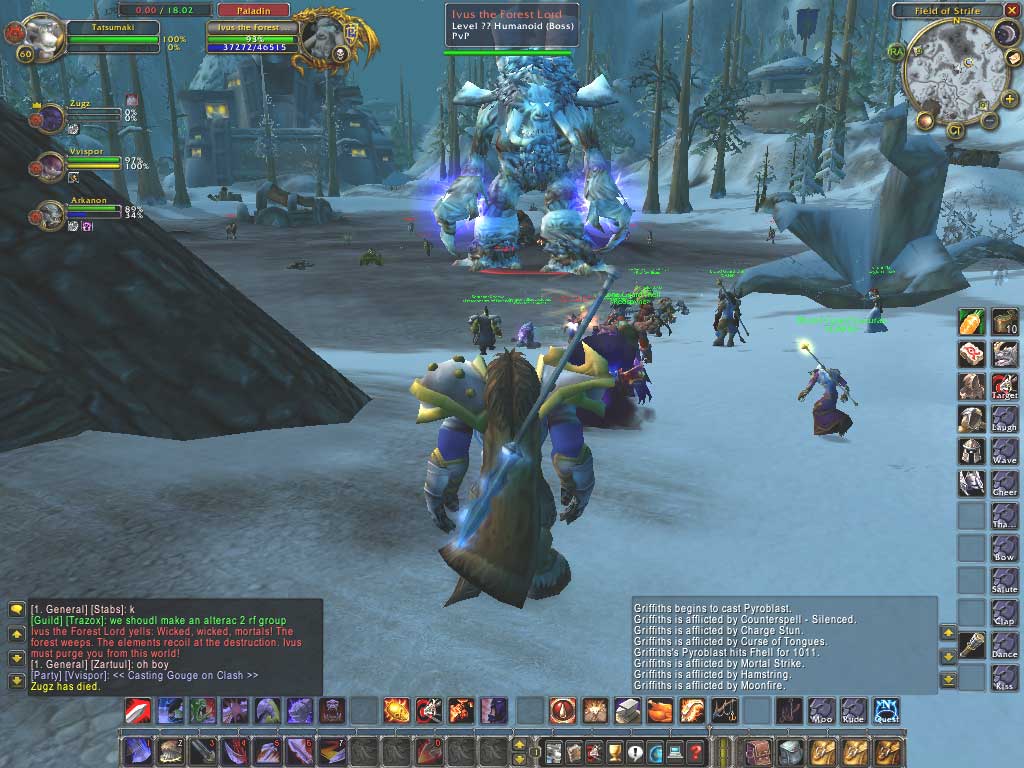 0.00 / 18.02
Paladin
Tatsumaki
100%
0%
60
Ivus the Forest ...
93%
37272/46515
Ivus the Forest Lord
Level ?? Humanoid (Boss)
PvP
Field of Strife
N
RA
CT
Zugz
0%
0%
Vvispor
97%
100%
Arkanon
89%
34%
10
Target
Laugh
Wave
Cheer
Tha...
Bow
Salute
Clap
Dance
Kiss
[1. General] [Stabs]: k
[Guild] [Trazox]: we shoudl make an alterac 2 rf group
Ivus the Forest Lord yells: Wicked, wicked, mortals! The
forest weeps. The elements recoil at the destruction. Ivus
must purge you from this world!
[1. General] [Zartuul]: oh boy
[Party] [Vvispor]: << Casting Gouge on Clash >>
Zugz has died.
Griffiths begins to cast Pyroblast.
Griffiths is afflicted by Counterspell - Silenced.
Griffiths is afflicted by Charge Stun.
Griffiths is afflicted by Curse of Tongues.
Griffiths's Pyroblast hits Fhell for 1011.
Griffiths is afflicted by Mortal Strike.
Griffiths is afflicted by Hamstring.
Griffiths is afflicted by Moonfire.
Moo
Rude
Quest